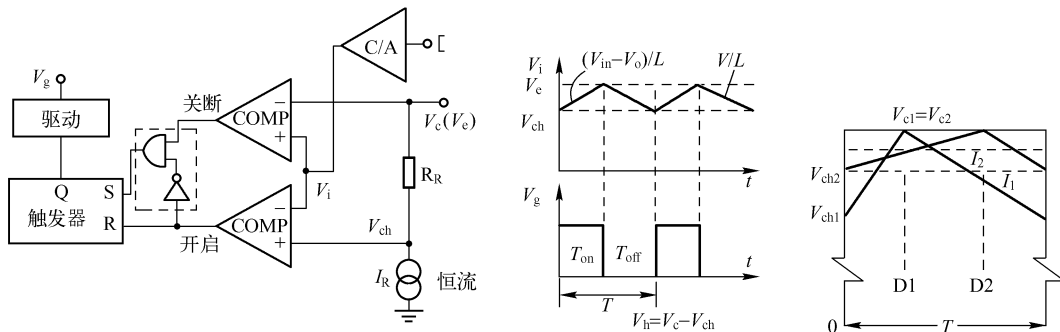 C/A
V_g
驱动
Q
S
触发器
R
关断
−
COMP
+
V_i
−
COMP
+
开启
V_c(V_e)
R_R
V_ch
I_R
恒流
V_i
V_e
V_ch
(V_in−V_o)/L
V/L
t
V_g
T_on
T_off
t
T
V_h=V_c−V_ch
V_c1=V_c2
V_ch2
V_ch1
I_2
I_1
D1
D2
0
T